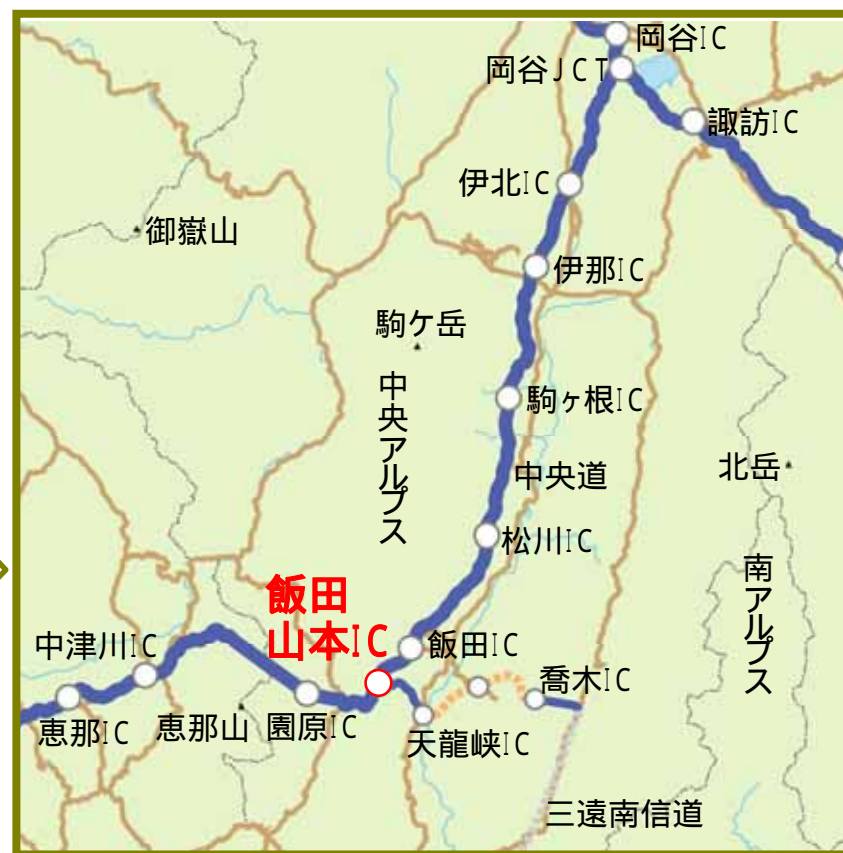 岡谷IC
岡谷JCT
諏訪IC
伊北IC
御嶽山
伊那IC
駒ケ岳
中央アルプス
駒ヶ根IC
中央道
北岳
松川IC
南アルプス
飯田
山本IC
中津川IC
飯田IC
喬木IC
恵那IC
恵那山
園原IC
天龍峡IC
三遠南信道